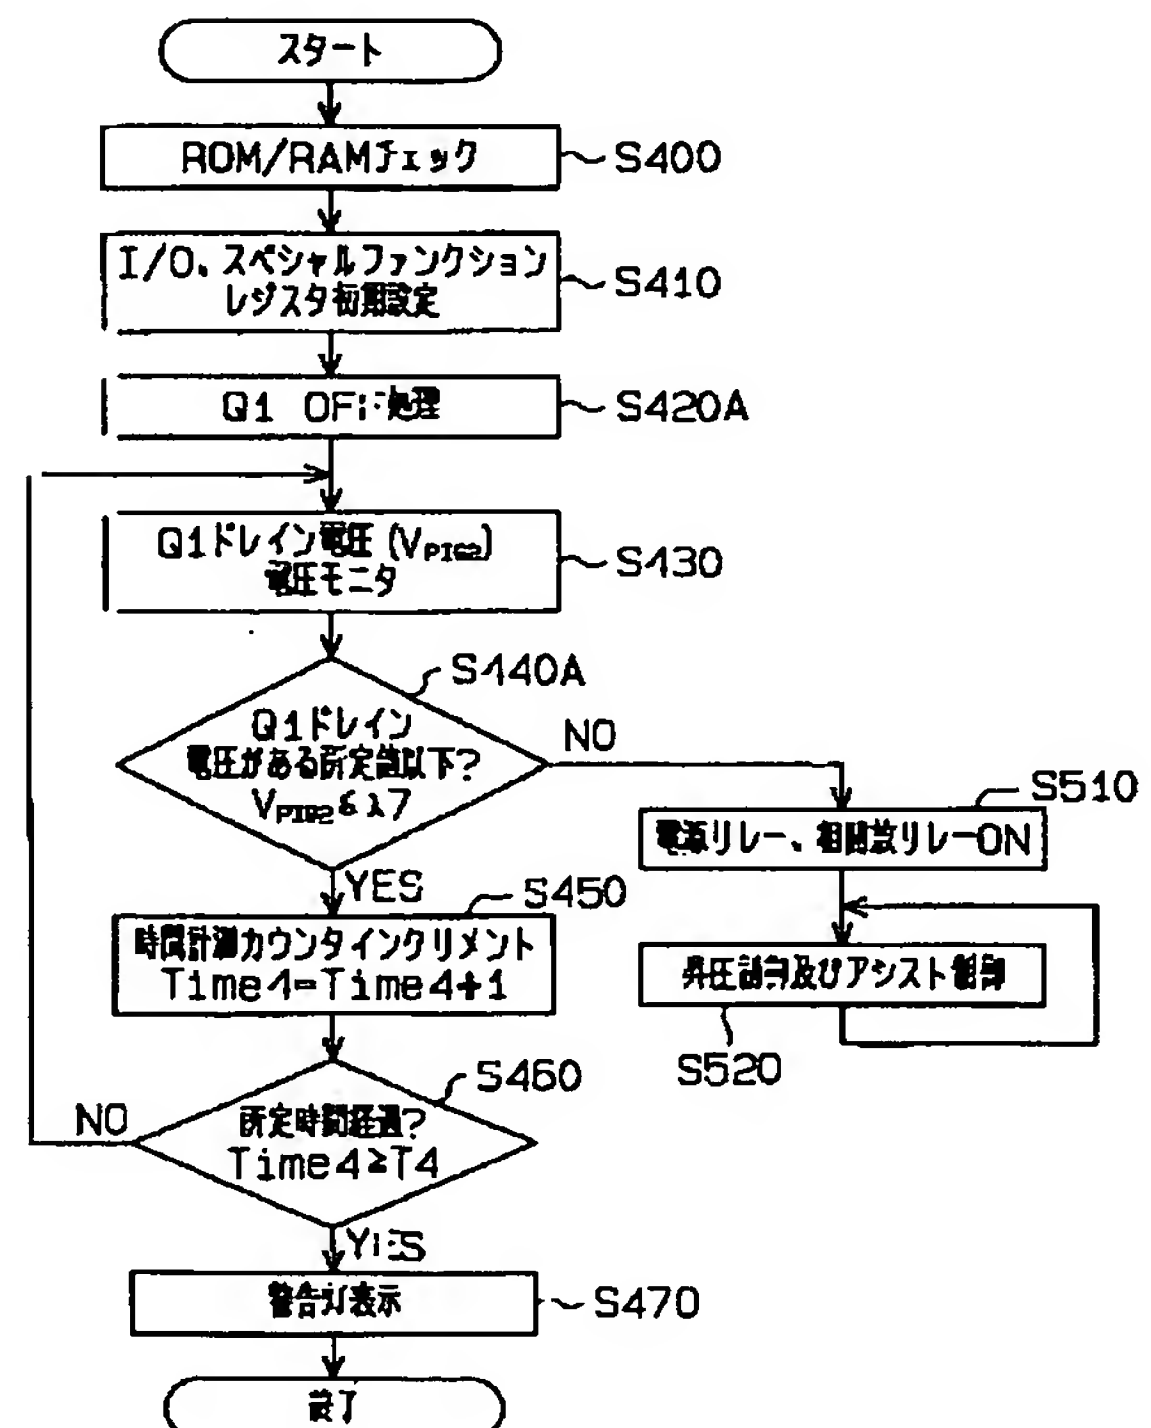 スタート
ROM/RAMチェック
S400
I/O、スペシャルファンクション
レジスタ初期設定
S410
Q1 OFF処理
S420A
Q1ドレイン電圧(VPIG2)
電圧モニタ
S430
S440A
Q1ドレイン
電圧がある所定値以下?
VPIG2≦λ7
NO
YES
S510
電源リレー、相開放リレーON
S450
時間計測カウンタインクリメント
Time4=Time4+1
昇圧制御及びアシスト制御
S520
S460
所定時間経過?
Time4≧T4
NO
YES
警告灯表示
S470
終了